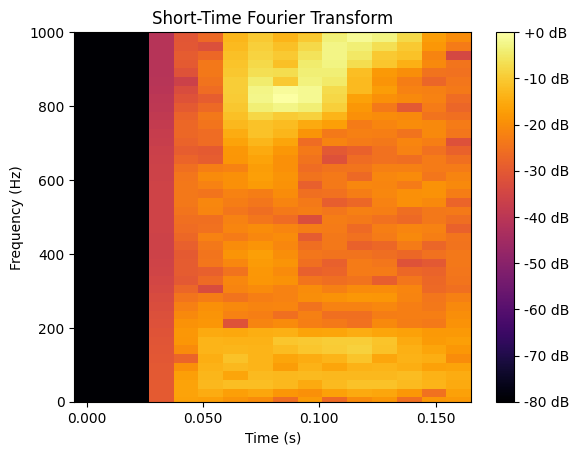 Short-Time Fourier Transform
Frequency (Hz)
1000
800
600
400
200
0
0.000
0.050
0.100
0.150
Time (s)
+0 dB
-10 dB
-20 dB
-30 dB
-40 dB
-50 dB
-60 dB
-70 dB
-80 dB